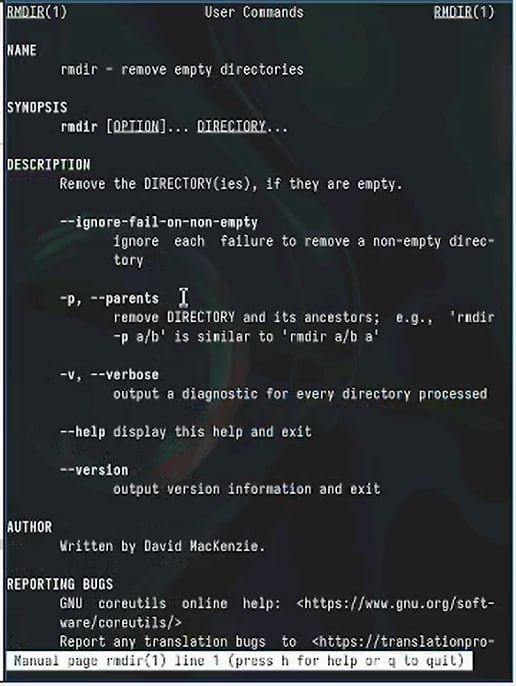 RMDIR(1) User Commands RMDIR(1)
NAME
rmdir - remove empty directories
SYNOPSIS
rmdir [OPTION]... DIRECTORY...
DESCRIPTION
Remove the DIRECTORY(ies), if they are empty.
--ignore-fail-on-non-empty
ignore each failure to remove a non-empty direc-
tory
-p, --parents
remove DIRECTORY and its ancestors; e.g., 'rmdir
-p a/b' is similar to 'rmdir a/b a'
-v, --verbose
output a diagnostic for every directory processed
--help display this help and exit
--version
output version information and exit
AUTHOR
Written by David MacKenzie.
REPORTING BUGS
GNU coreutils online help: <https://www.gnu.org/soft-
ware/coreutils/>
Report any translation bugs to <https://translationpro-
Manual page rmdir(1) line 1 (press h for help or q to quit)